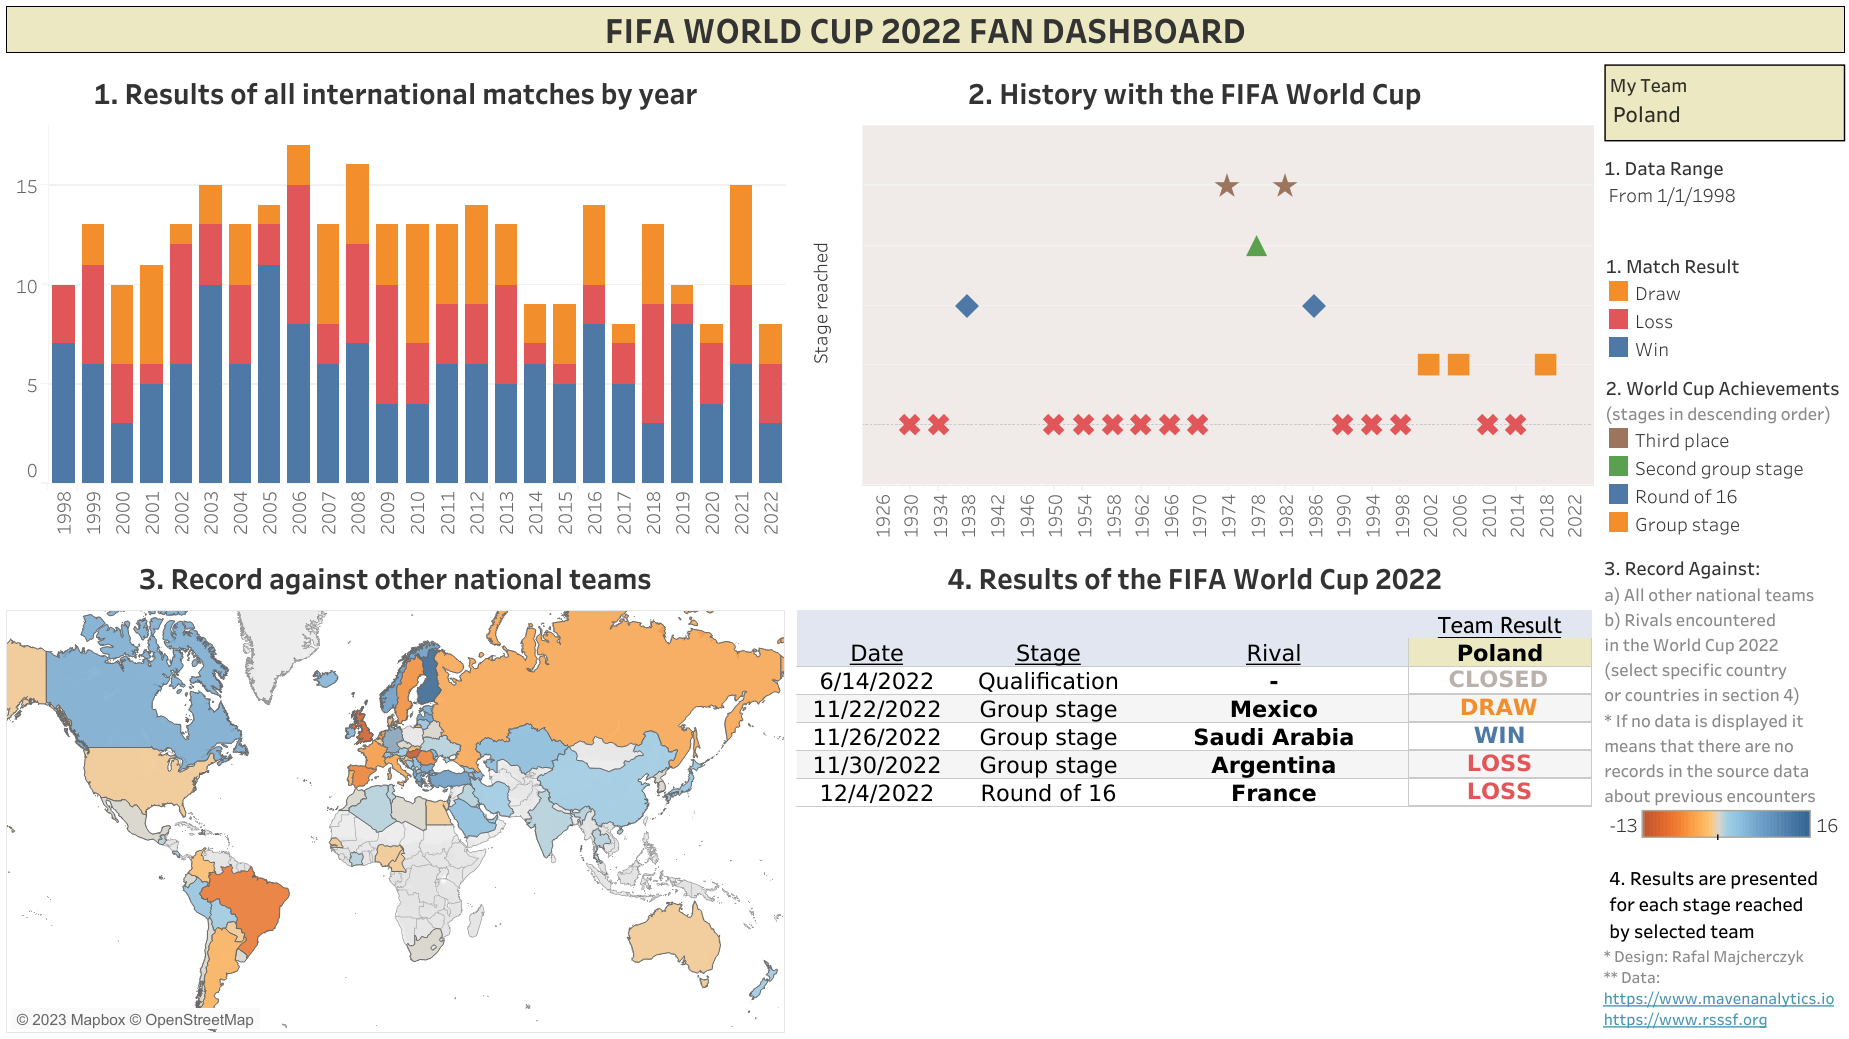 FIFA WORLD CUP 2022 FAN DASHBOARD
1. Results of all international matches by year
15
10
5
0
1998
1999
2000
2001
2002
2003
2004
2005
2006
2007
2008
2009
2010
2011
2012
2013
2014
2015
2016
2017
2018
2019
2020
2021
2022
2. History with the FIFA World Cup
Stage reached
1926
1930
1934
1938
1942
1946
1950
1954
1958
1962
1966
1970
1974
1978
1982
1986
1990
1994
1998
2002
2006
2010
2014
2018
2022
My Team
Poland
1. Data Range
From 1/1/1998
1. Match Result
Draw
Loss
Win
2. World Cup Achievements
(stages in descending order)
Third place
Second group stage
Round of 16
Group stage
3. Record against other national teams
© 2023 Mapbox © OpenStreetMap
4. Results of the FIFA World Cup 2022
Team Result
Date Stage Rival Poland
6/14/2022 Qualification - CLOSED
11/22/2022 Group stage Mexico DRAW
11/26/2022 Group stage Saudi Arabia WIN
11/30/2022 Group stage Argentina LOSS
12/4/2022 Round of 16 France LOSS
3. Record Against:
a) All other national teams
b) Rivals encountered
in the World Cup 2022
(select specific country
or countries in section 4)
* If no data is displayed it
means that there are no
records in the source data
about previous encounters
-13 16
4. Results are presented
for each stage reached
by selected team
* Design: Rafal Majcherczyk
** Data:
https://www.mavenanalytics.io
https://www.rsssf.org